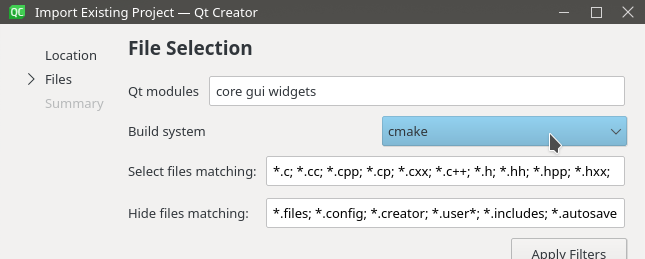 QC Import Existing Project — Qt Creator
File Selection
Location
Files
Summary
Qt modules core gui widgets
Build system cmake
Select files matching: *.c; *.cc; *.cpp; *.cp; *.cxx; *.c++; *.h; *.hh; *.hpp; *.hxx;
Hide files matching: *.files; *.config; *.creator; *.user*; *.includes; *.autosave
Apply Filters